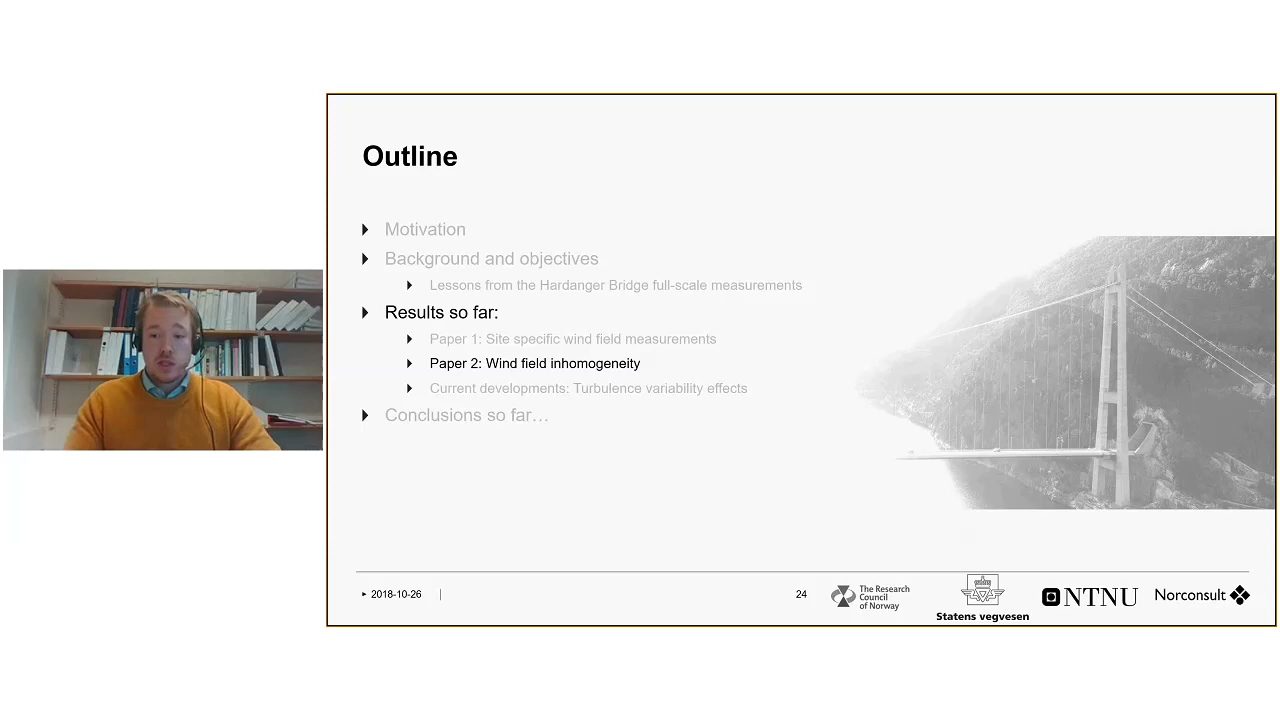 Outline
Motivation
Background and objectives
Lessons from the Hardanger Bridge full-scale measurements
Results so far:
Paper 1: Site specific wind field measurements
Paper 2: Wind field inhomogeneity
Current developments: Turbulence variability effects
Conclusions so far…
2018-10-26
24
The Research
Council
of Norway
Statens vegvesen
NTNU
Norconsult